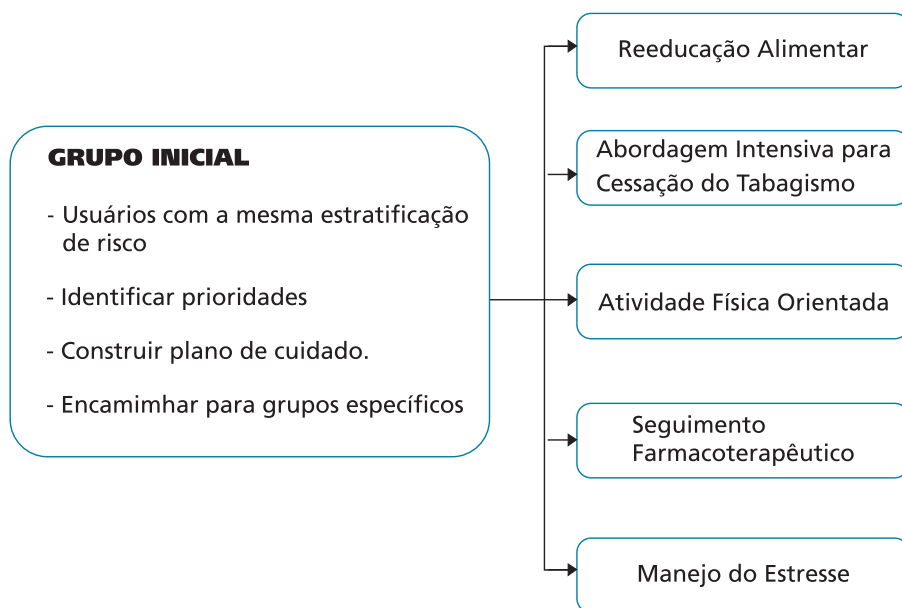 GRUPO INICIAL
- Usuários com a mesma estratificação
de risco
- Identificar prioridades
- Construir plano de cuidado.
- Encamimhar para grupos específicos
Reeducação Alimentar
Abordagem Intensiva para
Cessação do Tabagismo
Atividade Física Orientada
Seguimento
Farmacoterapêutico
Manejo do Estresse